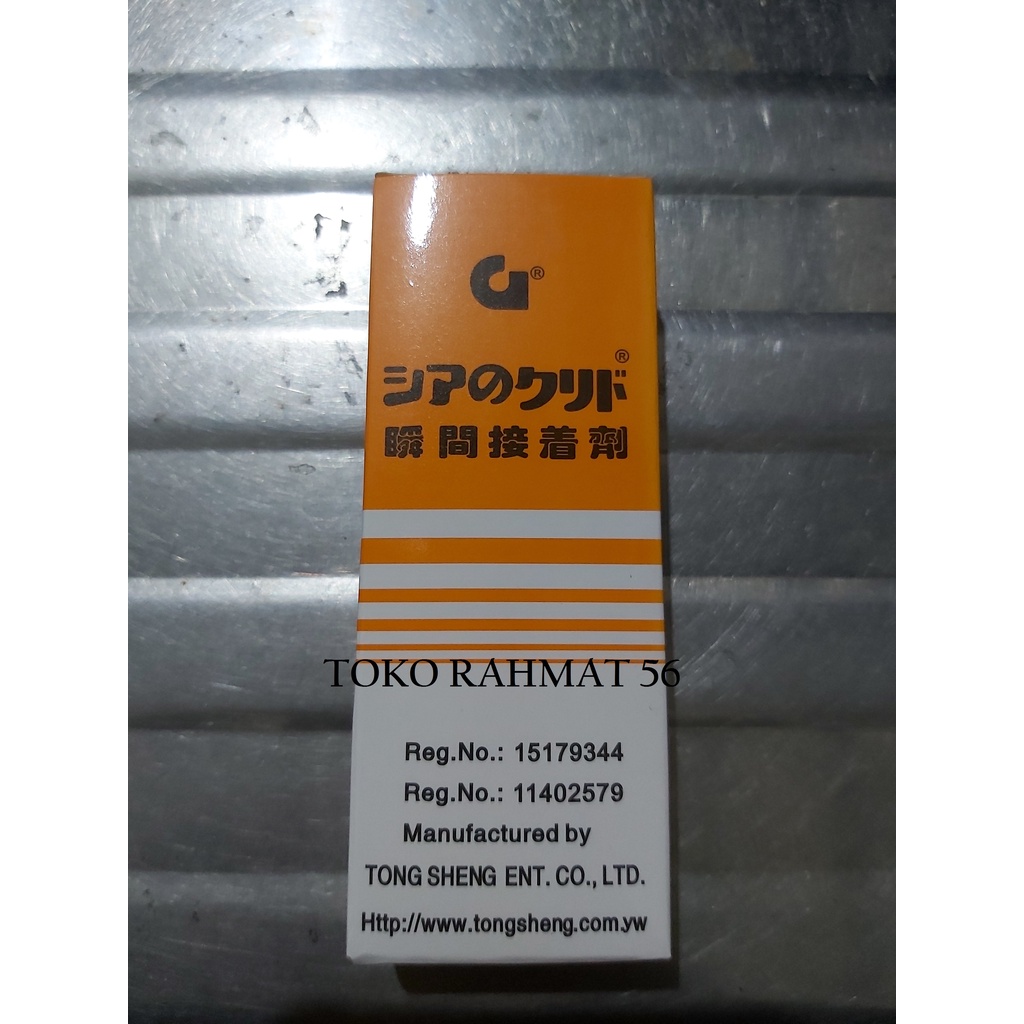 G®
シアのクリド®
瞬間接着劑
TOKO RAHMAT 56
Reg.No.: 15179344
Reg.No.: 11402579
Manufactured by
TONG SHENG ENT. CO., LTD.
Http://www.tongsheng.com.yw